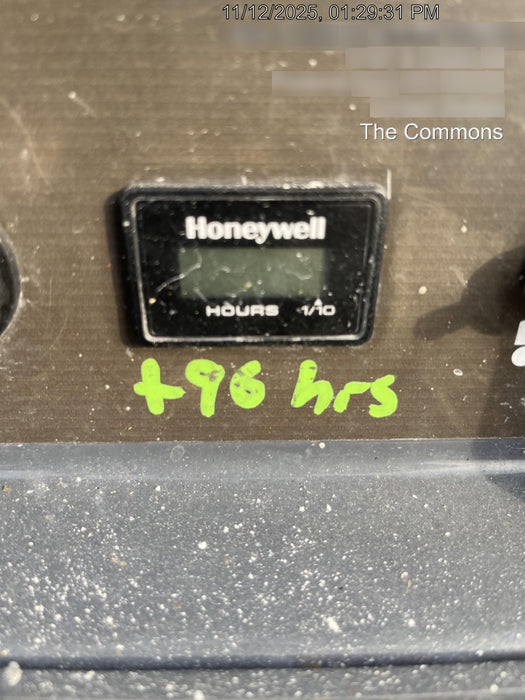 11/12/2025, 01:29:31 PM
The Commons
Honeywell
HOURS 1/10
+96 hrs